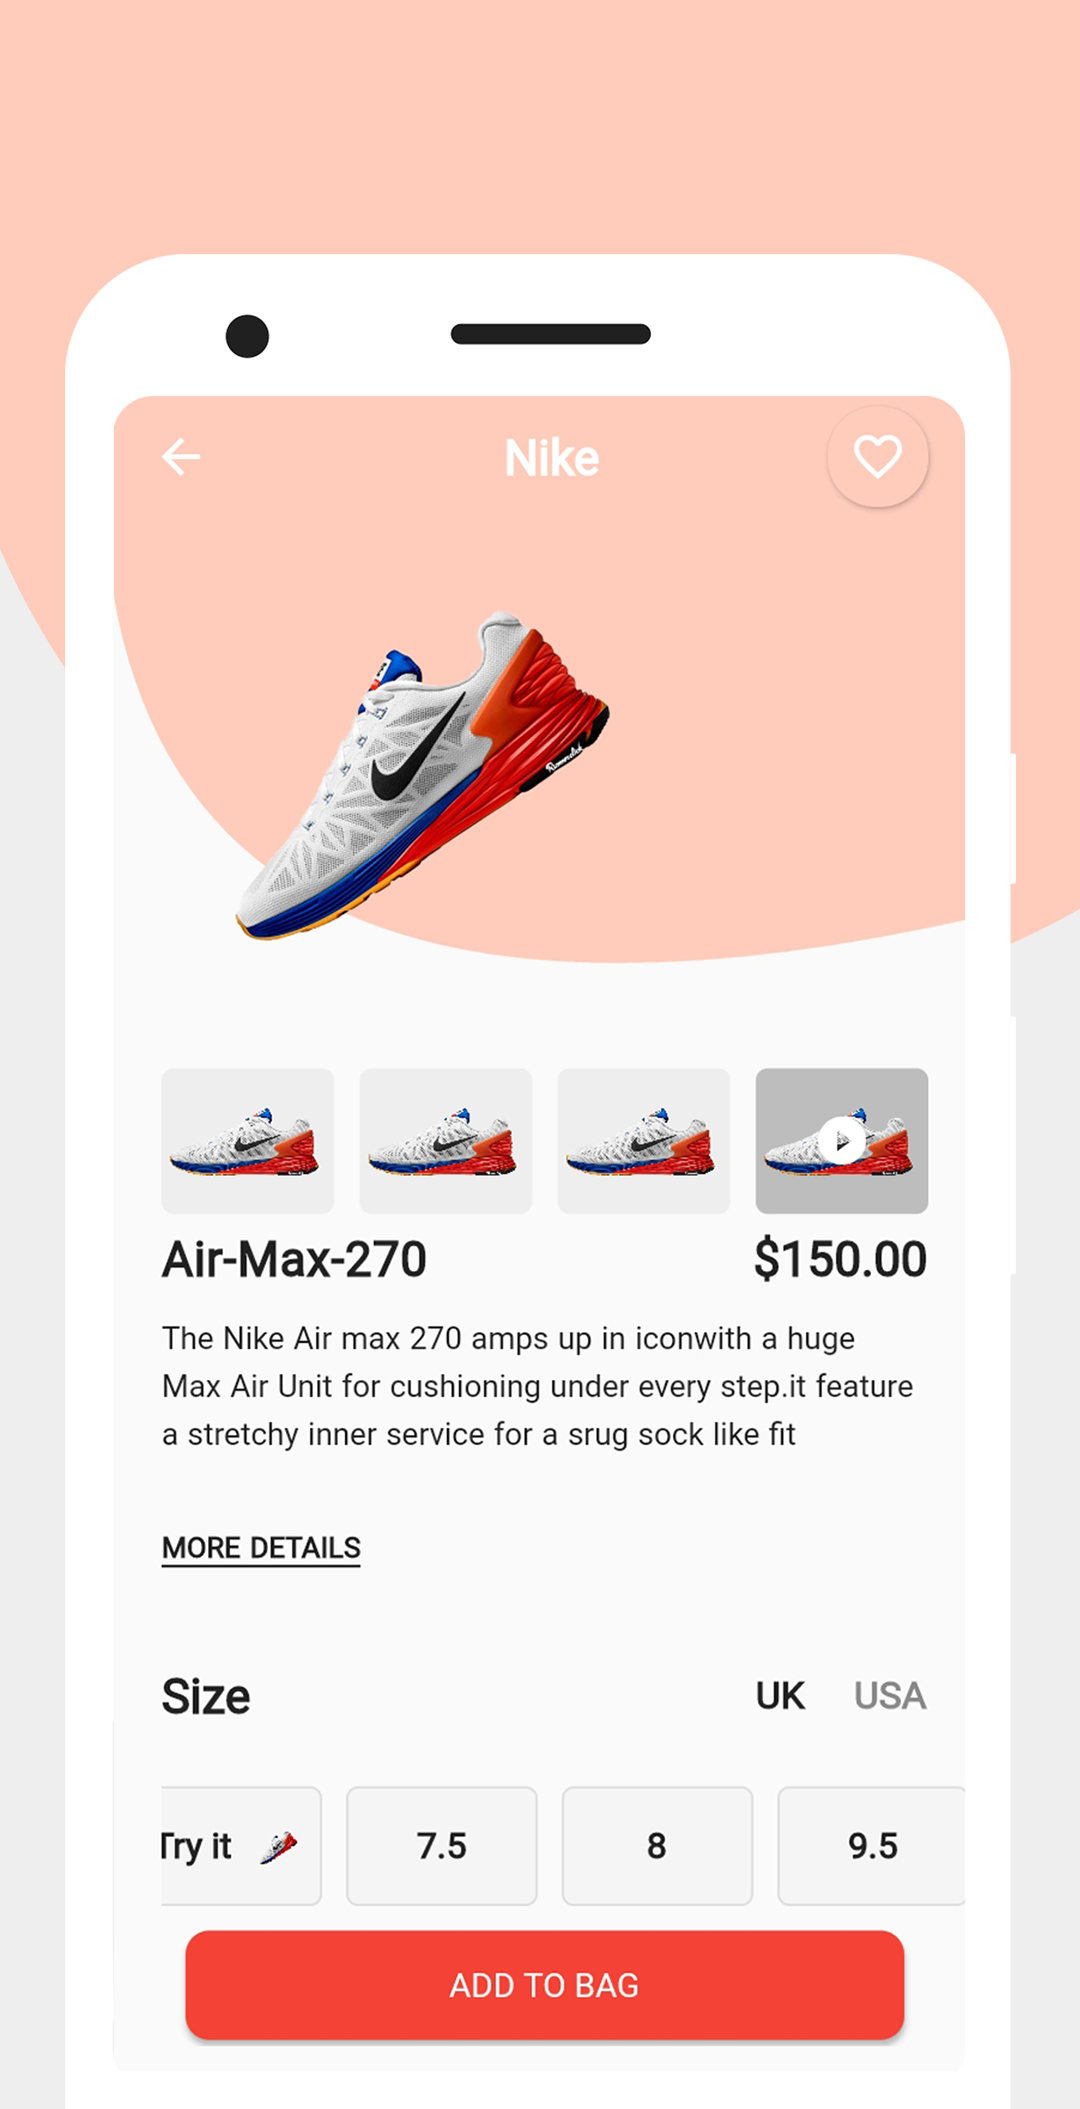 Nike
Air-Max-270
$150.00
The Nike Air max 270 amps up in iconwith a huge
Max Air Unit for cushioning under every step.it feature
a stretchy inner service for a srug sock like fit
MORE DETAILS
Size
UK USA
Try it 7.5 8 9.5
ADD TO BAG